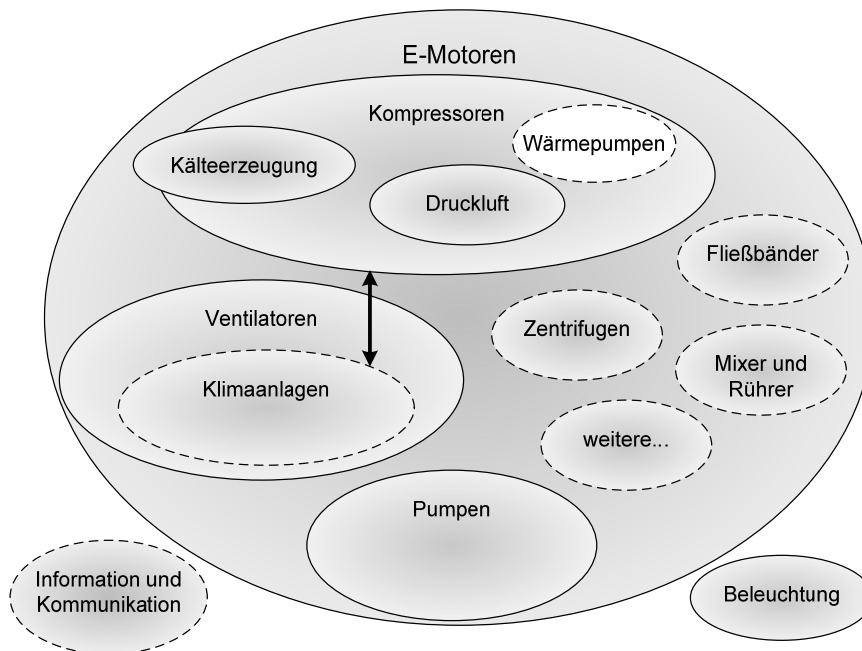 E-Motoren
Kompressoren
Wärmepumpen
Kälteerzeugung
Druckluft
Fließbänder
Ventilatoren
Zentrifugen
Klimaanlagen
Mixer und
Rührer
weitere...
Pumpen
Information und
Kommunikation
Beleuchtung